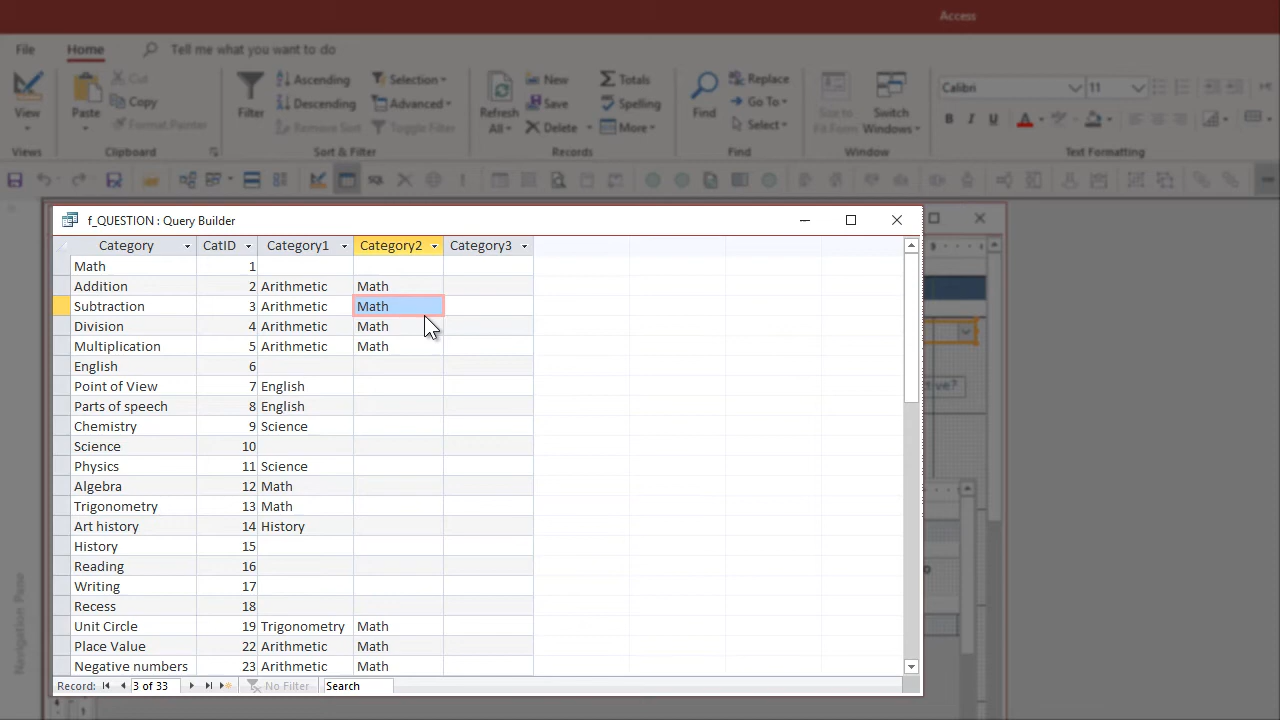 Access
File Home Tell me what you want to do
View
Views
Paste
Cut
Copy
Format Painter
Clipboard
Filter
Ascending
Descending
Remove Sort
Selection
Advanced
Toggle Filter
Sort & Filter
Refresh
All
New
Save
Delete
Totals
Spelling
More
Records
Find
Replace
Go To
Select
Find
Size to
Fit Form
Switch
Windows
Window
Calibri 11
B I U A
Text Formatting
SQL
f_QUESTION : Query Builder
Category CatID Category1 Category2 Category3
Math 1
Addition 2 Arithmetic Math
Subtraction 3 Arithmetic Math
Division 4 Arithmetic Math
Multiplication 5 Arithmetic Math
English 6
Point of View 7 English
Parts of speech 8 English
Chemistry 9 Science
Science 10
Physics 11 Science
Algebra 12 Math
Trigonometry 13 Math
Art history 14 History
History 15
Reading 16
Writing 17
Recess 18
Unit Circle 19 Trigonometry Math
Place Value 22 Arithmetic Math
Negative numbers 23 Arithmetic Math
Record: 3 of 33 No Filter Search
Navigation Pane